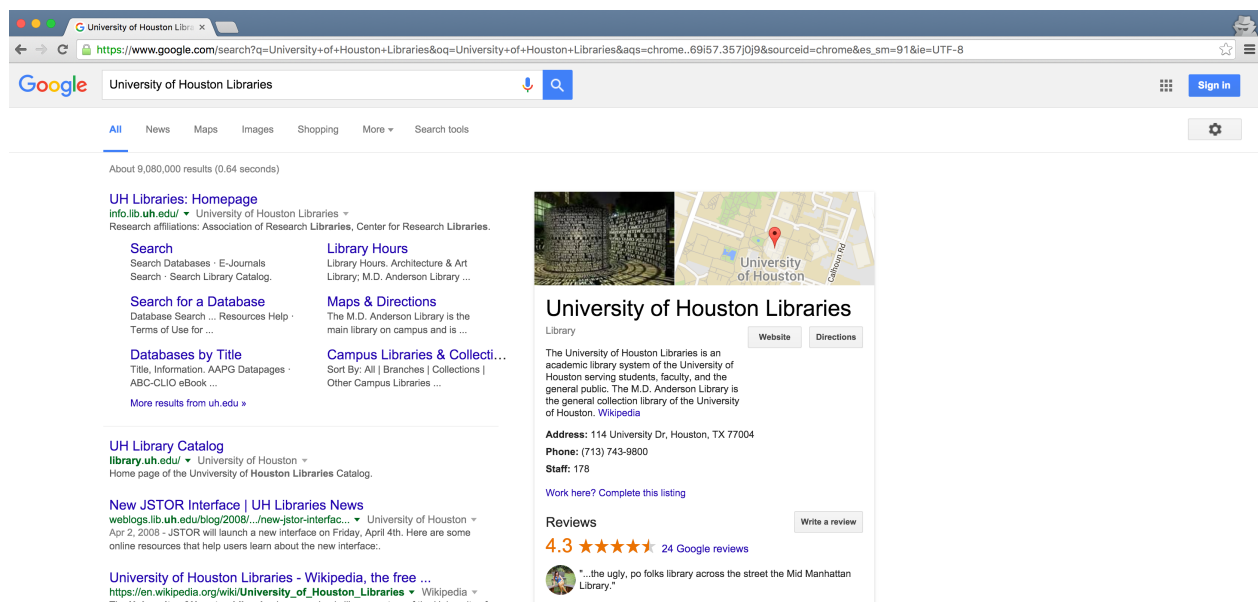 G University of Houston Libra ×
https://www.google.com/search?q=University+of+Houston+Libraries&oq=University+of+Houston+Libraries&aqs=chrome..69i57.357j0j9&sourceid=chrome&es_sm=91&ie=UTF-8
Google
University of Houston Libraries
Sign in
All News Maps Images Shopping More Search tools
About 9,080,000 results (0.64 seconds)
UH Libraries: Homepage
info.lib.uh.edu/ University of Houston Libraries
Research affiliations: Association of Research Libraries, Center for Research Libraries.
Search
Search Databases · E-Journals
Search · Search Library Catalog.
Library Hours
Library Hours. Architecture & Art
Library; M.D. Anderson Library ...
Search for a Database
Database Search ... Resources Help ·
Terms of Use for ...
Maps & Directions
The M.D. Anderson Library is the
main library on campus and is ...
Databases by Title
Title, Information. AAPG Datapages ·
ABC-CLIO eBook ...
Campus Libraries & Collecti...
Sort By: All | Branches | Collections |
Other Campus Libraries ...
More results from uh.edu »
UH Library Catalog
library.uh.edu/ University of Houston
Home page of the Unviversity of Houston Libraries Catalog.
New JSTOR Interface | UH Libraries News
weblogs.lib.uh.edu/blog/2008/.../new-jstor-interfac... University of Houston
Apr 2, 2008 - JSTOR will launch a new interface on Friday, April 4th. Here are some
online resources that help users learn about the new interface:.
University of Houston Libraries - Wikipedia, the free ...
https://en.wikipedia.org/wiki/University_of_Houston_Libraries Wikipedia
University
of Houston
Calhoun Rd
University of Houston Libraries
Library
Website
Directions
The University of Houston Libraries is an
academic library system of the University of
Houston serving students, faculty, and the
general public. The M.D. Anderson Library is
the general collection library of the University
of Houston. Wikipedia
Address: 114 University Dr, Houston, TX 77004
Phone: (713) 743-9800
Staff: 178
Work here? Complete this listing
Reviews
Write a review
4.3 24 Google reviews
"...the ugly, po folks library across the street the Mid Manhattan
Library."